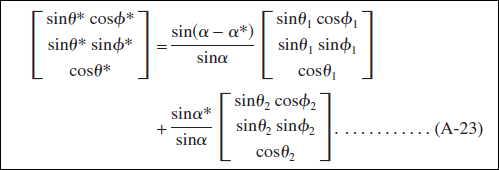 [ sinθ* cosϕ* ; sinθ* sinϕ* ; cosθ* ] = sin(α – α*) / sinα [ sinθ₁ cosϕ₁ ; sinθ₁ sinϕ₁ ; cosθ₁ ]
+ sinα* / sinα [ sinθ₂ cosϕ₂ ; sinθ₂ sinϕ₂ ; cosθ₂ ] . . . . . . . . . . . . (A-23)